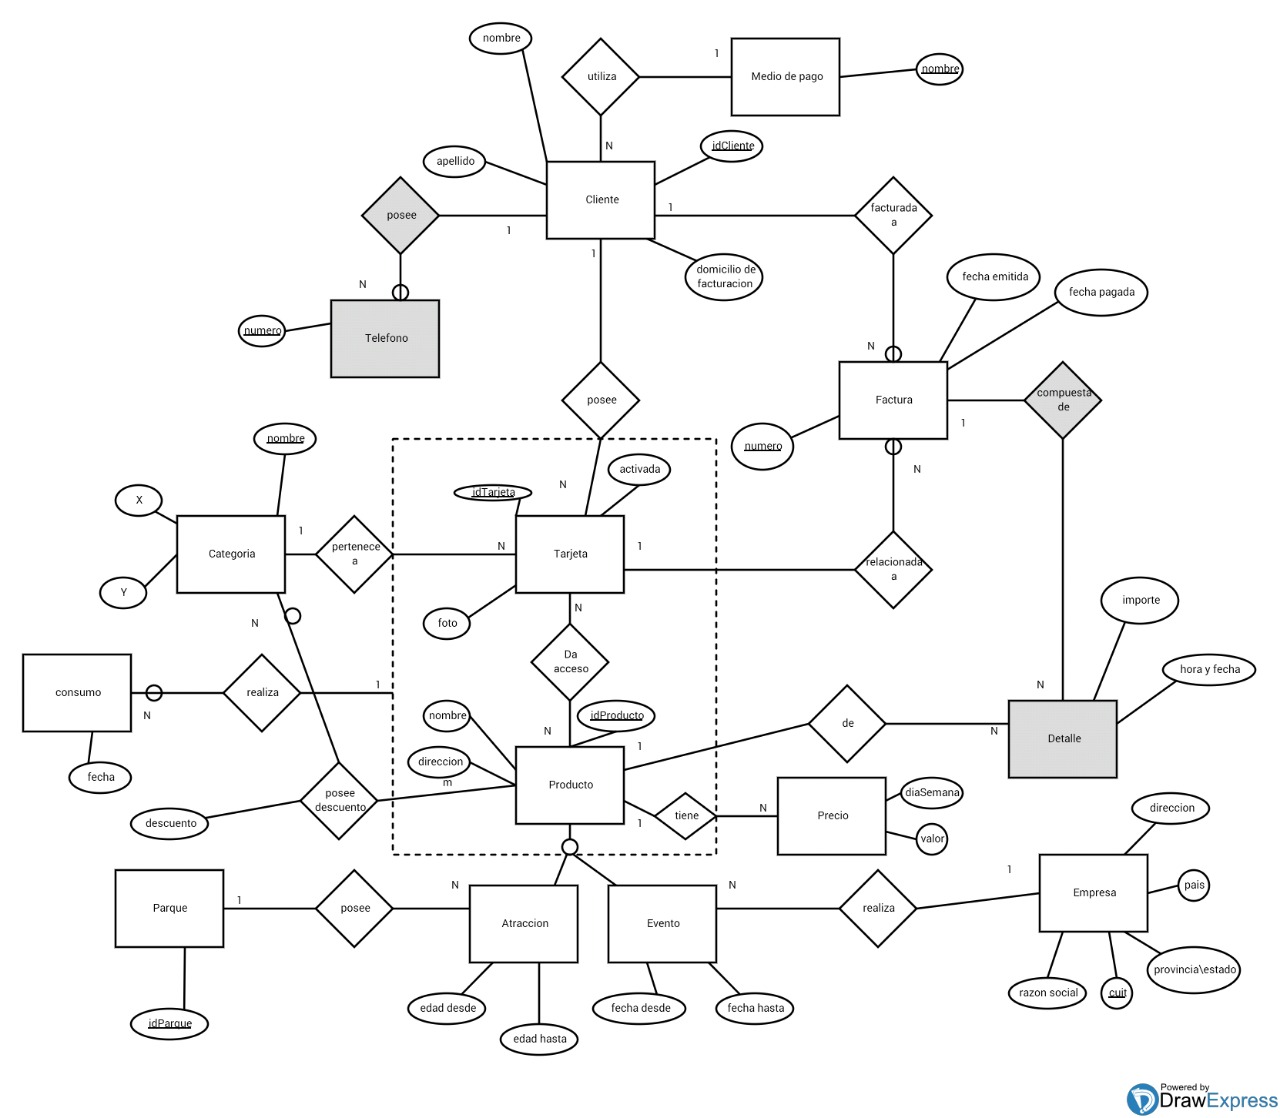 nombre
utiliza
1
Medio de pago
nombre
N
idCliente
apellido
Cliente
posee
1
facturad a
a
1
1
domicilio de
facturacion
N
fecha emitida
fecha pagada
numero
Telefono
N
posee
Factura
compuesta
de
1
numero
nombre
N
activada
N
idTarjeta
X
1
Categoria
pertenece
a
N
Tarjeta
1
relacionada
a
Y
foto
N
N
importe
Da
acceso
hora y fecha
consumo
N
realiza
1
N
nombre
idProducto
N
1
de
N
Detalle
direccion
m
fecha
Producto
posee
descuento
descuento
1
tiene
N
Precio
diaSemana
valor
direccion
1
Parque
1
posee
N
Atraccion
Evento
N
realiza
Empresa
pais
provincia\estado
edad desde
edad hasta
fecha desde
fecha hasta
razon social
cuit
idParque
Powered by
DrawExpress